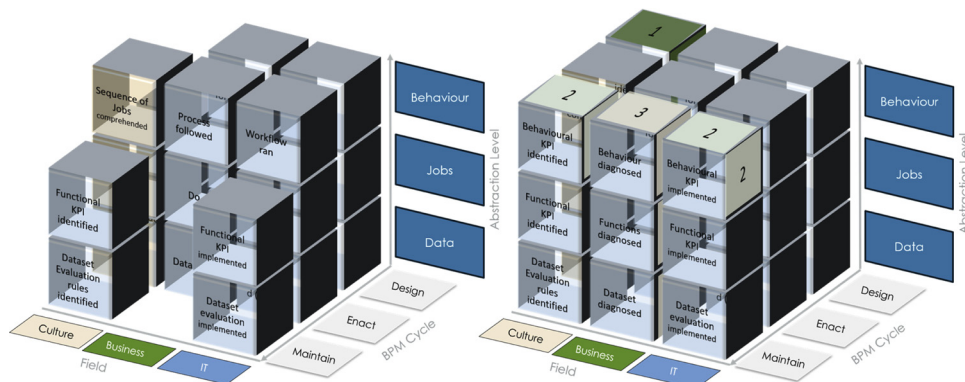 Sequence of
Jobs
comprehended
Process
followed
Workflow
ran
Functional
KPI
identified
Functional
KPI
implemented
Dataset
Evaluation
rules
identified
Data
Dataset
evaluation
implemented
Behaviour
Jobs
Data
Abstraction Level
Design
Enact
Maintain
BPM Cycle
Culture
Business
IT
Field
1
2
3
2
2
Behavioural
KPI
identified
Behaviour
diagnosed
Behavioural
KPI
implemented
Functional
KPI
identified
Functions
diagnosed
Functional
KPI
implemented
Dataset
Evaluation
rules
identified
Dataset
diagnosed
Dataset
evaluation
implemented
Behaviour
Jobs
Data
Abstraction Level
Design
Enact
Maintain
BPM Cycle
Culture
Business
IT
Field